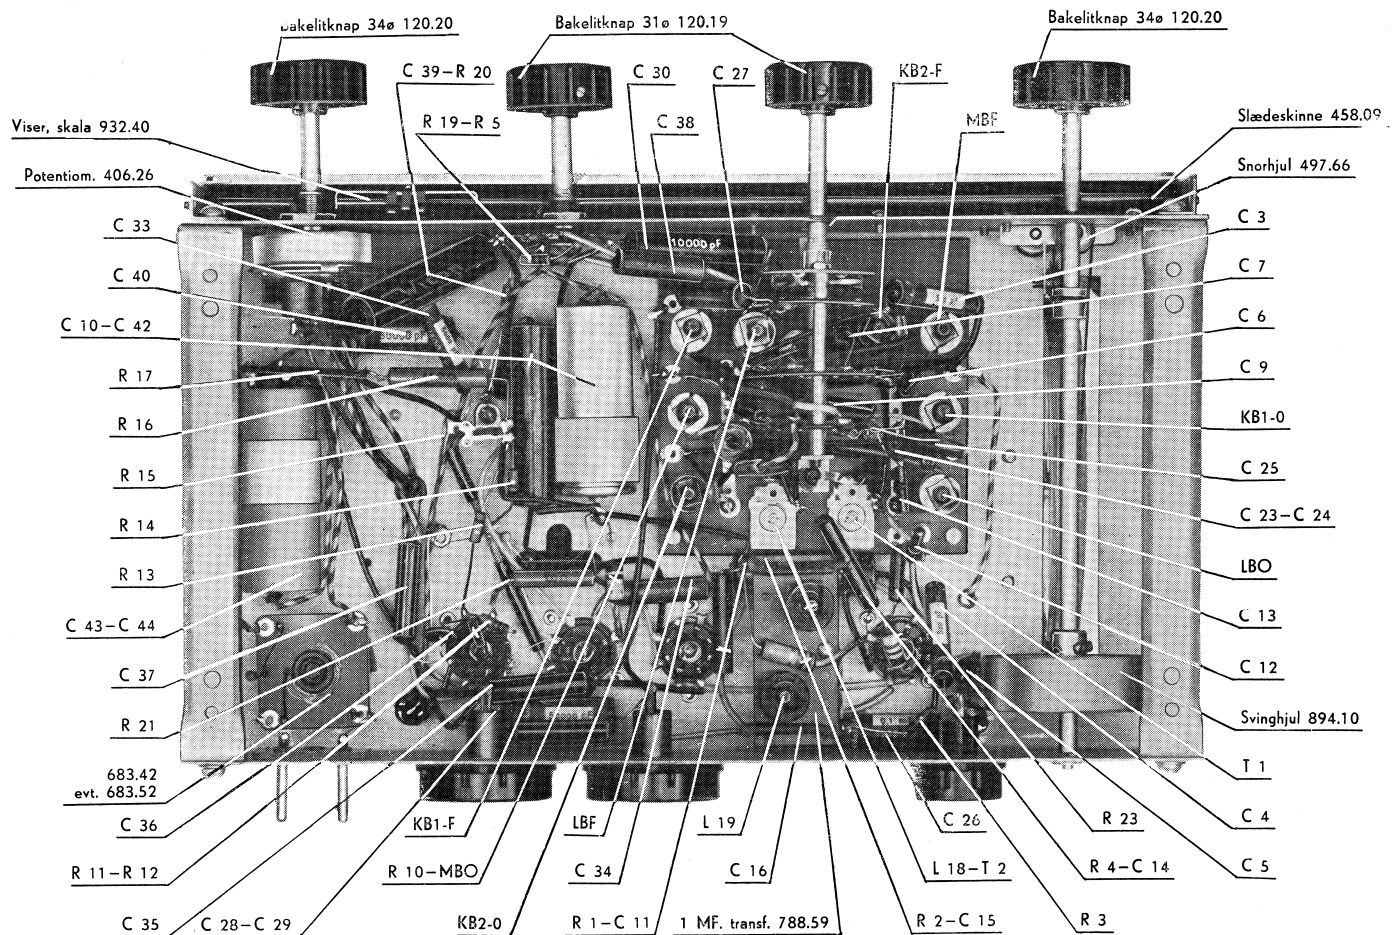 Bakelitknap 34ø 120.20
Bakelitknap 31ø 120.19
Bakelitknap 34ø 120.20
C 39–R 20
C 30
C 27
KB2-F
R 19–R 5
C 38
MBF
Viser, skala 932.40
Slædeskinne 458.09
Potentiom. 406.26
Snorhjul 497.66
C 33
C 3
10000 pF
C 40
C 7
C 10–C 42
C 6
R 17
C 9
R 16
KB1-0
R 15
C 25
R 14
C 23–C 24
R 13
LBO
C 43–C 44
C 13
C 37
C 12
R 21
Svinghjul 894.10
683.42
evt. 683.52
T 1
C 36
KB1-F
LBF
L 19
C 26
R 23
C 4
R 11–R 12
R 10–MBO
C 34
C 16
L 18–T 2
R 4–C 14
C 5
C 35
C 28–C 29
KB2-0
R 1–C 11
1 MF. transf. 788.59
R 2–C 15
R 3